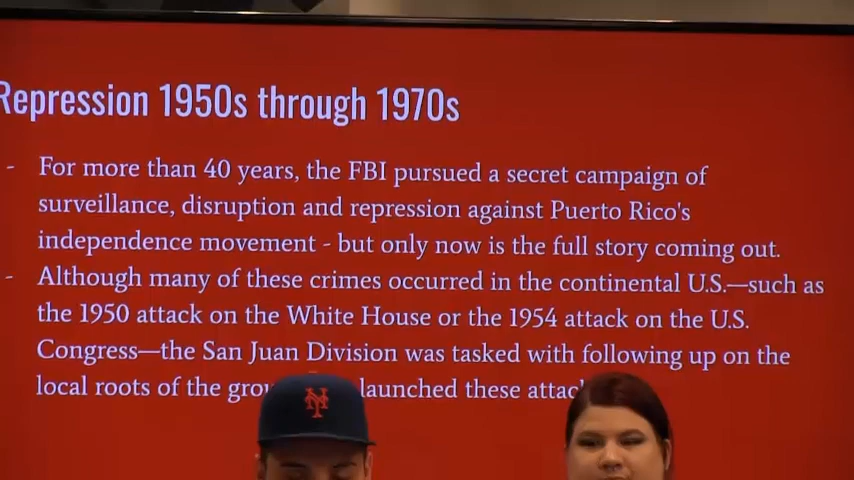 Repression 1950s through 1970s
- For more than 40 years, the FBI pursued a secret campaign of
surveillance, disruption and repression against Puerto Rico's
independence movement - but only now is the full story coming out.
- Although many of these crimes occurred in the continental U.S.—such as
the 1950 attack on the White House or the 1954 attack on the U.S.
Congress—the San Juan Division was tasked with following up on the
local roots of the launched these
NY